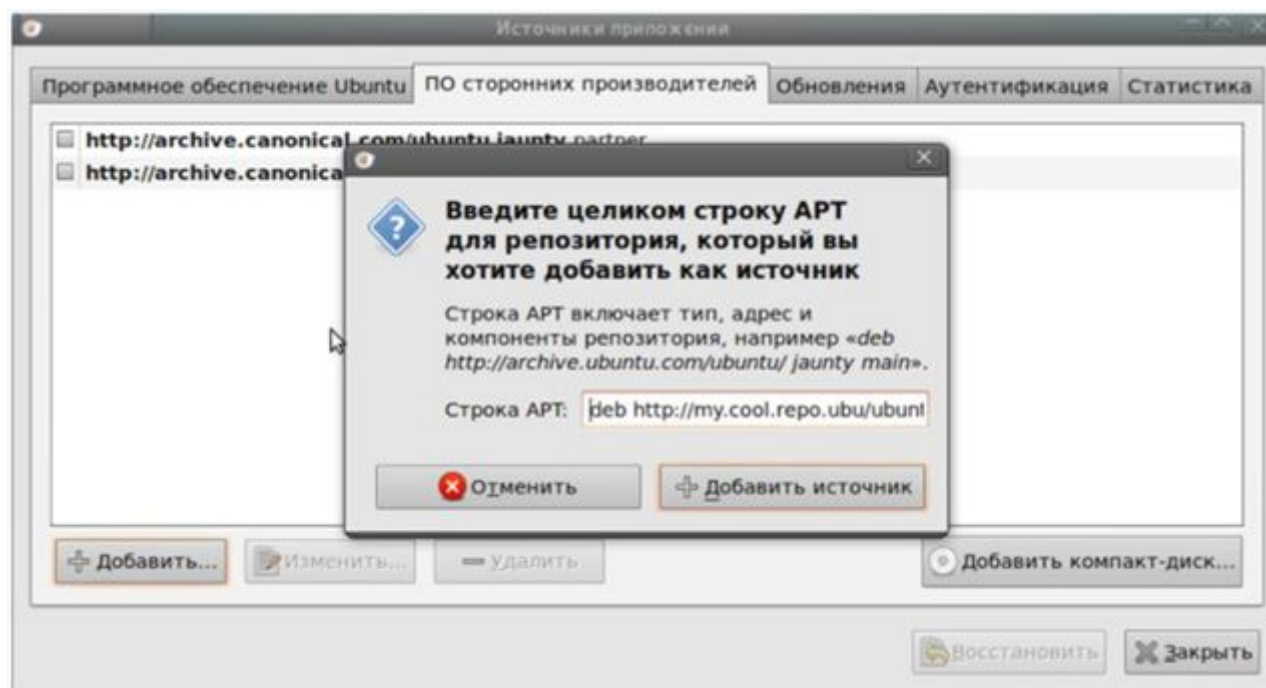 Источники приложений
Программное обеспечение Ubuntu
ПО сторонних производителей
Обновления
Аутентификация
Статистика
http://archive.canonical.com/ubuntu jaunty partner
http://archive.canonica
Введите целиком строку APT
для репозитория, который вы
хотите добавить как источник
Строка APT включает тип, адрес и
компоненты репозитория, например «deb
http://archive.ubuntu.com/ubuntu/ jaunty main».
Строка APT: deb http://my.cool.repo.ubu/ubunt
Отменить
Добавить источник
Добавить...
Изменить...
Удалить
Добавить компакт-диск...
Восстановить
Закрыть